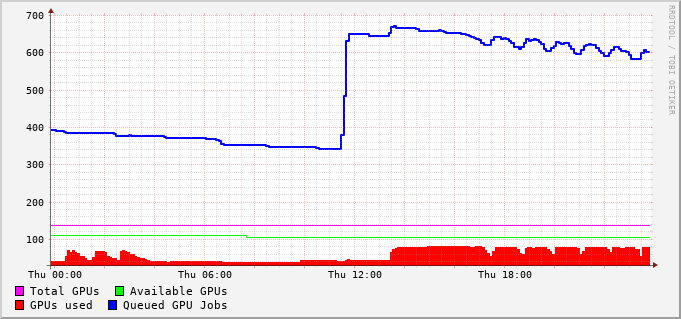 700
600
500
400
300
200
100
Thu 00:00 Thu 06:00 Thu 12:00 Thu 18:00
Total GPUs Available GPUs
GPUs used Queued GPU Jobs
RRDTOOL / TOBI OETIKER